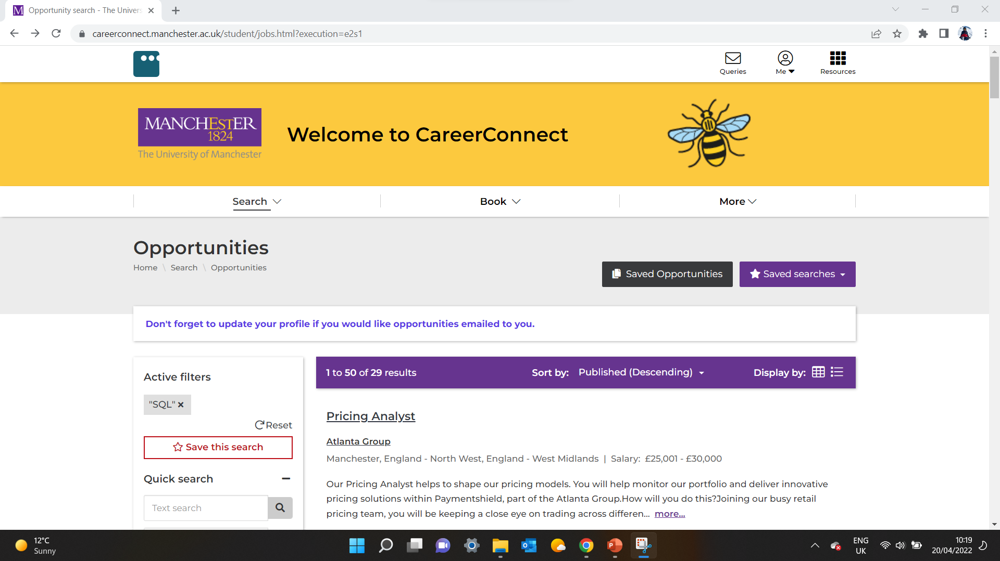 Opportunity search - The Univers
careerconnect.manchester.ac.uk/student/jobs.html?execution=e2s1
Queries
Me
Resources
MANCHESTER
1824
The University of Manchester
Welcome to CareerConnect
Search
Book
More
Opportunities
Home \ Search \ Opportunities
Saved Opportunities
Saved searches
Don't forget to update your profile if you would like opportunities emailed to you.
Active filters
"SQL"
Reset
Save this search
Quick search
Text search
1 to 50 of 29 results
Sort by: Published (Descending)
Display by:
Pricing Analyst
Atlanta Group
Manchester, England - North West, England - West Midlands | Salary: £25,001 - £30,000
Our Pricing Analyst helps to shape our pricing models. You will help monitor our portfolio and deliver innovative
pricing solutions within Paymentshield, part of the Atlanta Group.How will you do this?Joining our busy retail
pricing team, you will be keeping a close eye on trading across differen... more...
12°C
Sunny
ENG
UK
10:19
20/04/2022